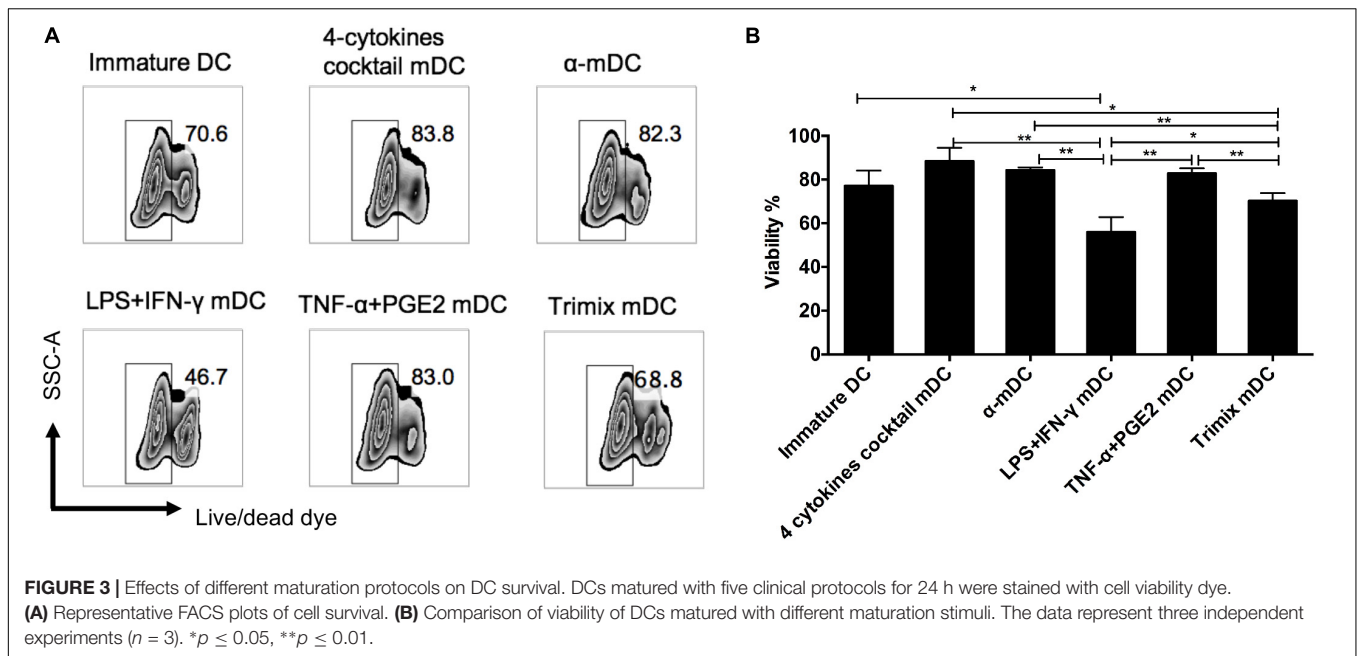 A
Immature DC
4-cytokines
cocktail mDC
α-mDC
70.6
83.8
82.3
LPS+IFN-γ mDC
TNF-α+PGE2 mDC
Trimix mDC
46.7
83.0
68.8
SSC-A
Live/dead dye
B
*
*
**
** *
** ** **
100
80
60
40
20
0
Viability %
Immature DC
4 cytokines cocktail mDC
α-mDC
LPS+IFN-γ mDC
TNF-α+PGE2 mDC
Trimix mDC
FIGURE 3 | Effects of different maturation protocols on DC survival. DCs matured with five clinical protocols for 24 h were stained with cell viability dye.
(A) Representative FACS plots of cell survival. (B) Comparison of viability of DCs matured with different maturation stimuli. The data represent three independent
experiments (n = 3). *p ≤ 0.05, **p ≤ 0.01.